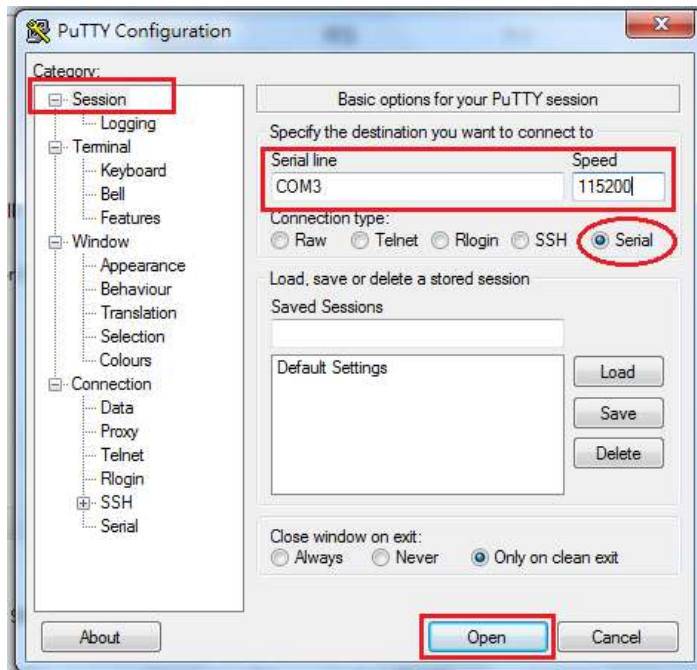 PuTTY Configuration
Category:
Session
Logging
Terminal
Keyboard
Bell
Features
Window
Appearance
Behaviour
Translation
Selection
Colours
Connection
Data
Proxy
Telnet
Rlogin
SSH
Serial
Basic options for your PuTTY session
Specify the destination you want to connect to
Serial line Speed
COM3 115200
Connection type:
Raw Telnet Rlogin SSH Serial
Load, save or delete a stored session
Saved Sessions
Default Settings
Load
Save
Delete
Close window on exit:
Always Never Only on clean exit
About Open Cancel